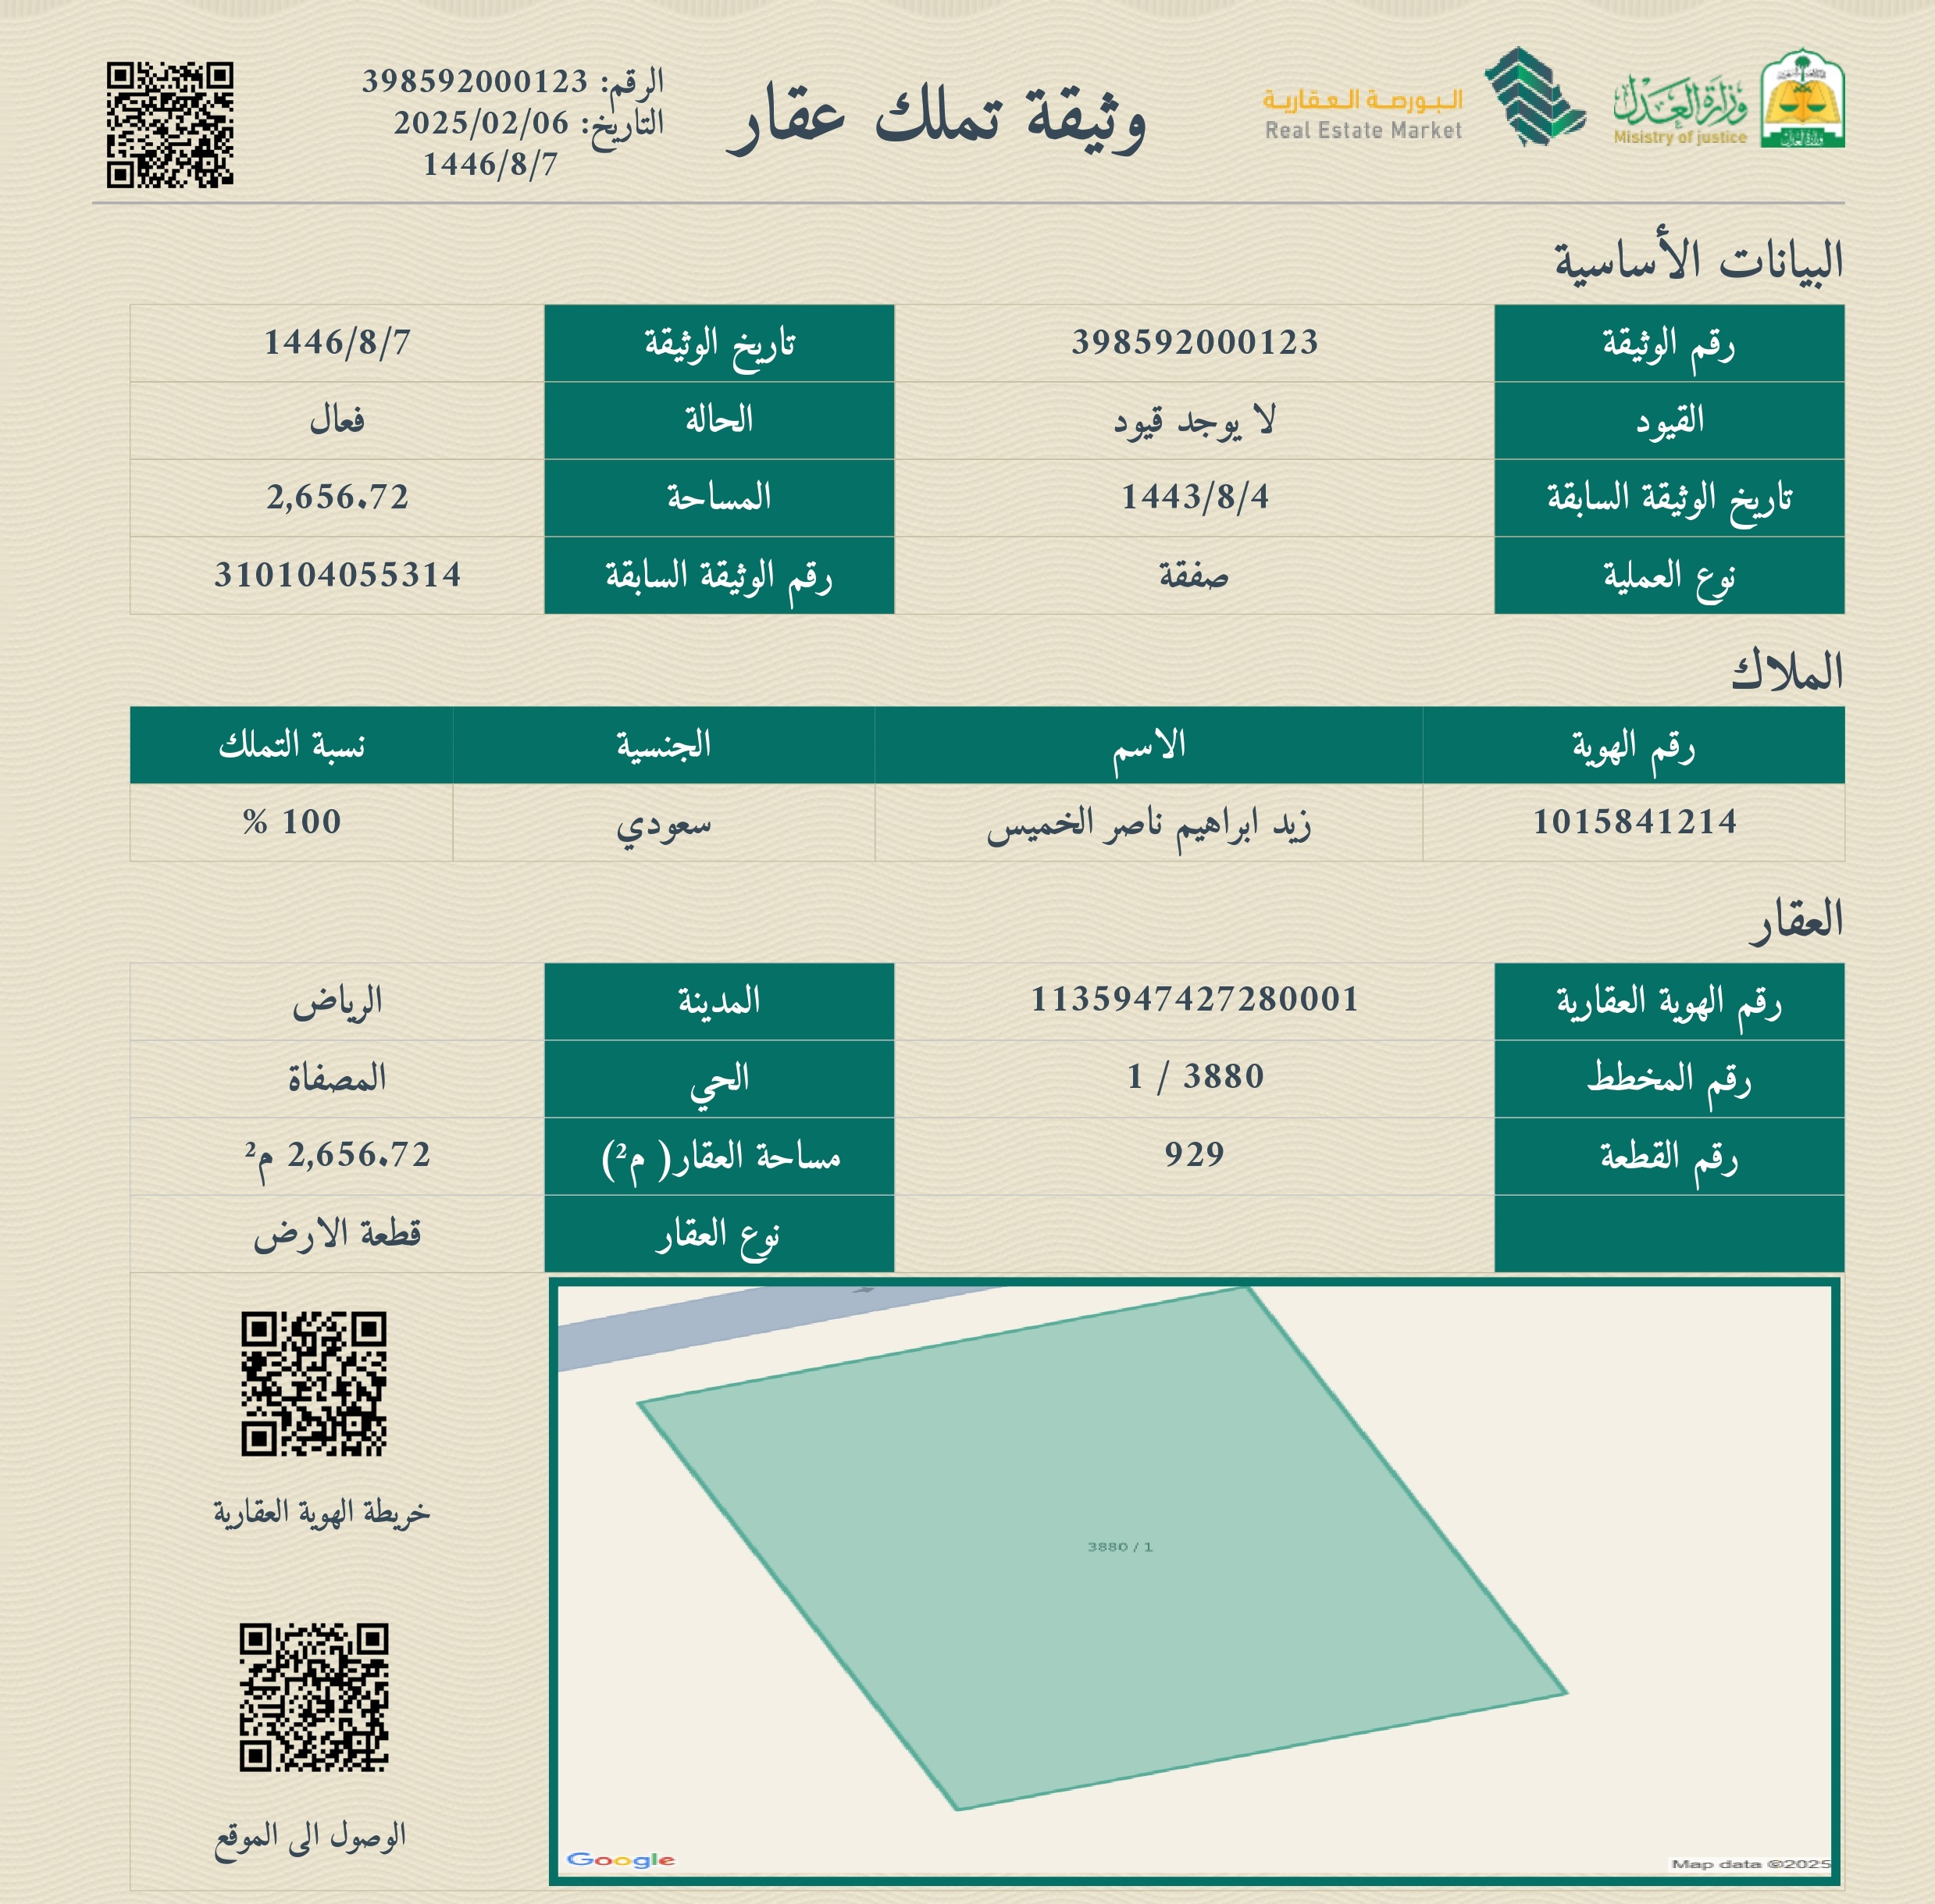 وزارة العدل
Misistry of justice
البورصة العقارية
Real Estate Market
وثيقة تملك عقار
الرقم: 398592000123
التاريخ: 2025/02/06
1446/8/7
البيانات الأساسية
رقم الوثيقة 398592000123 تاريخ الوثيقة 1446/8/7
القيود لا يوجد قيود الحالة فعال
تاريخ الوثيقة السابقة 1443/8/4 المساحة 2,656.72
نوع العملية صفقة رقم الوثيقة السابقة 310104055314
الملاك
رقم الهوية الاسم الجنسية نسبة التملك
1015841214 زيد ابراهيم ناصر الخميس سعودي 100 %
العقار
رقم الهوية العقارية 1135947427280001 المدينة الرياض
رقم المخطط 3880 / 1 الحي المصفاة
رقم القطعة 929 مساحة العقار( م²) 2,656.72 م²
نوع العقار قطعة الارض
3880 / 1
Google
Map data ©2025
خريطة الهوية العقارية
الوصول الى الموقع